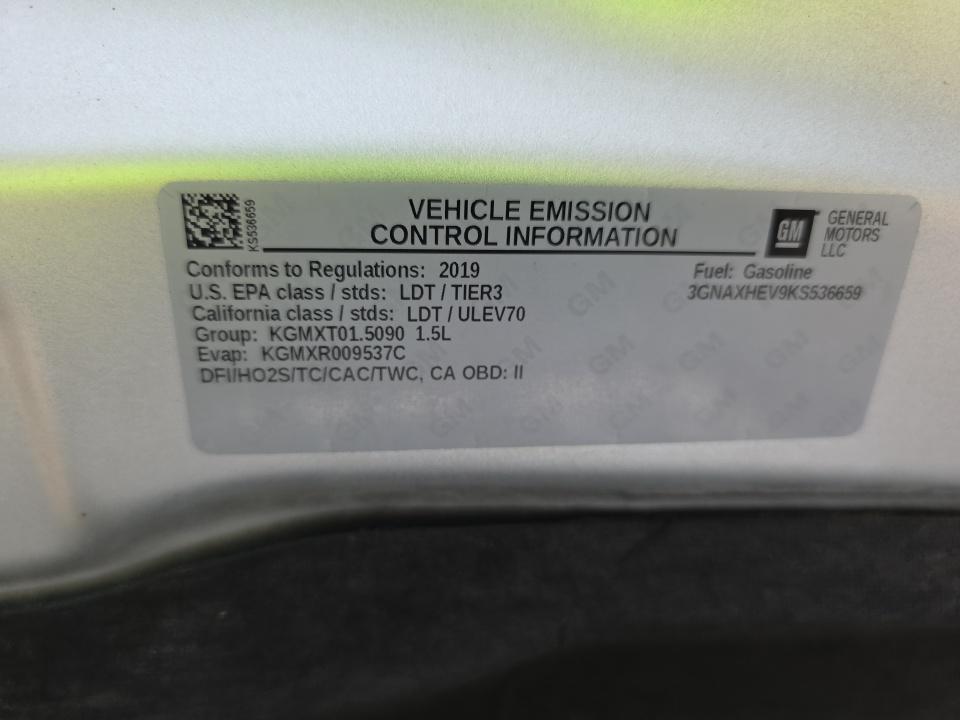 KS536659
VEHICLE EMISSION
CONTROL INFORMATION
GM
GENERAL
MOTORS
LLC
Conforms to Regulations: 2019
U.S. EPA class / stds: LDT / TIER3
California class / stds: LDT / ULEV70
Group: KGMXT01.5090 1.5L
Evap: KGMXR009537C
DFI/HO2S/TC/CAC/TWC, CA OBD: II
Fuel: Gasoline
3GNAXHEV9KS536659